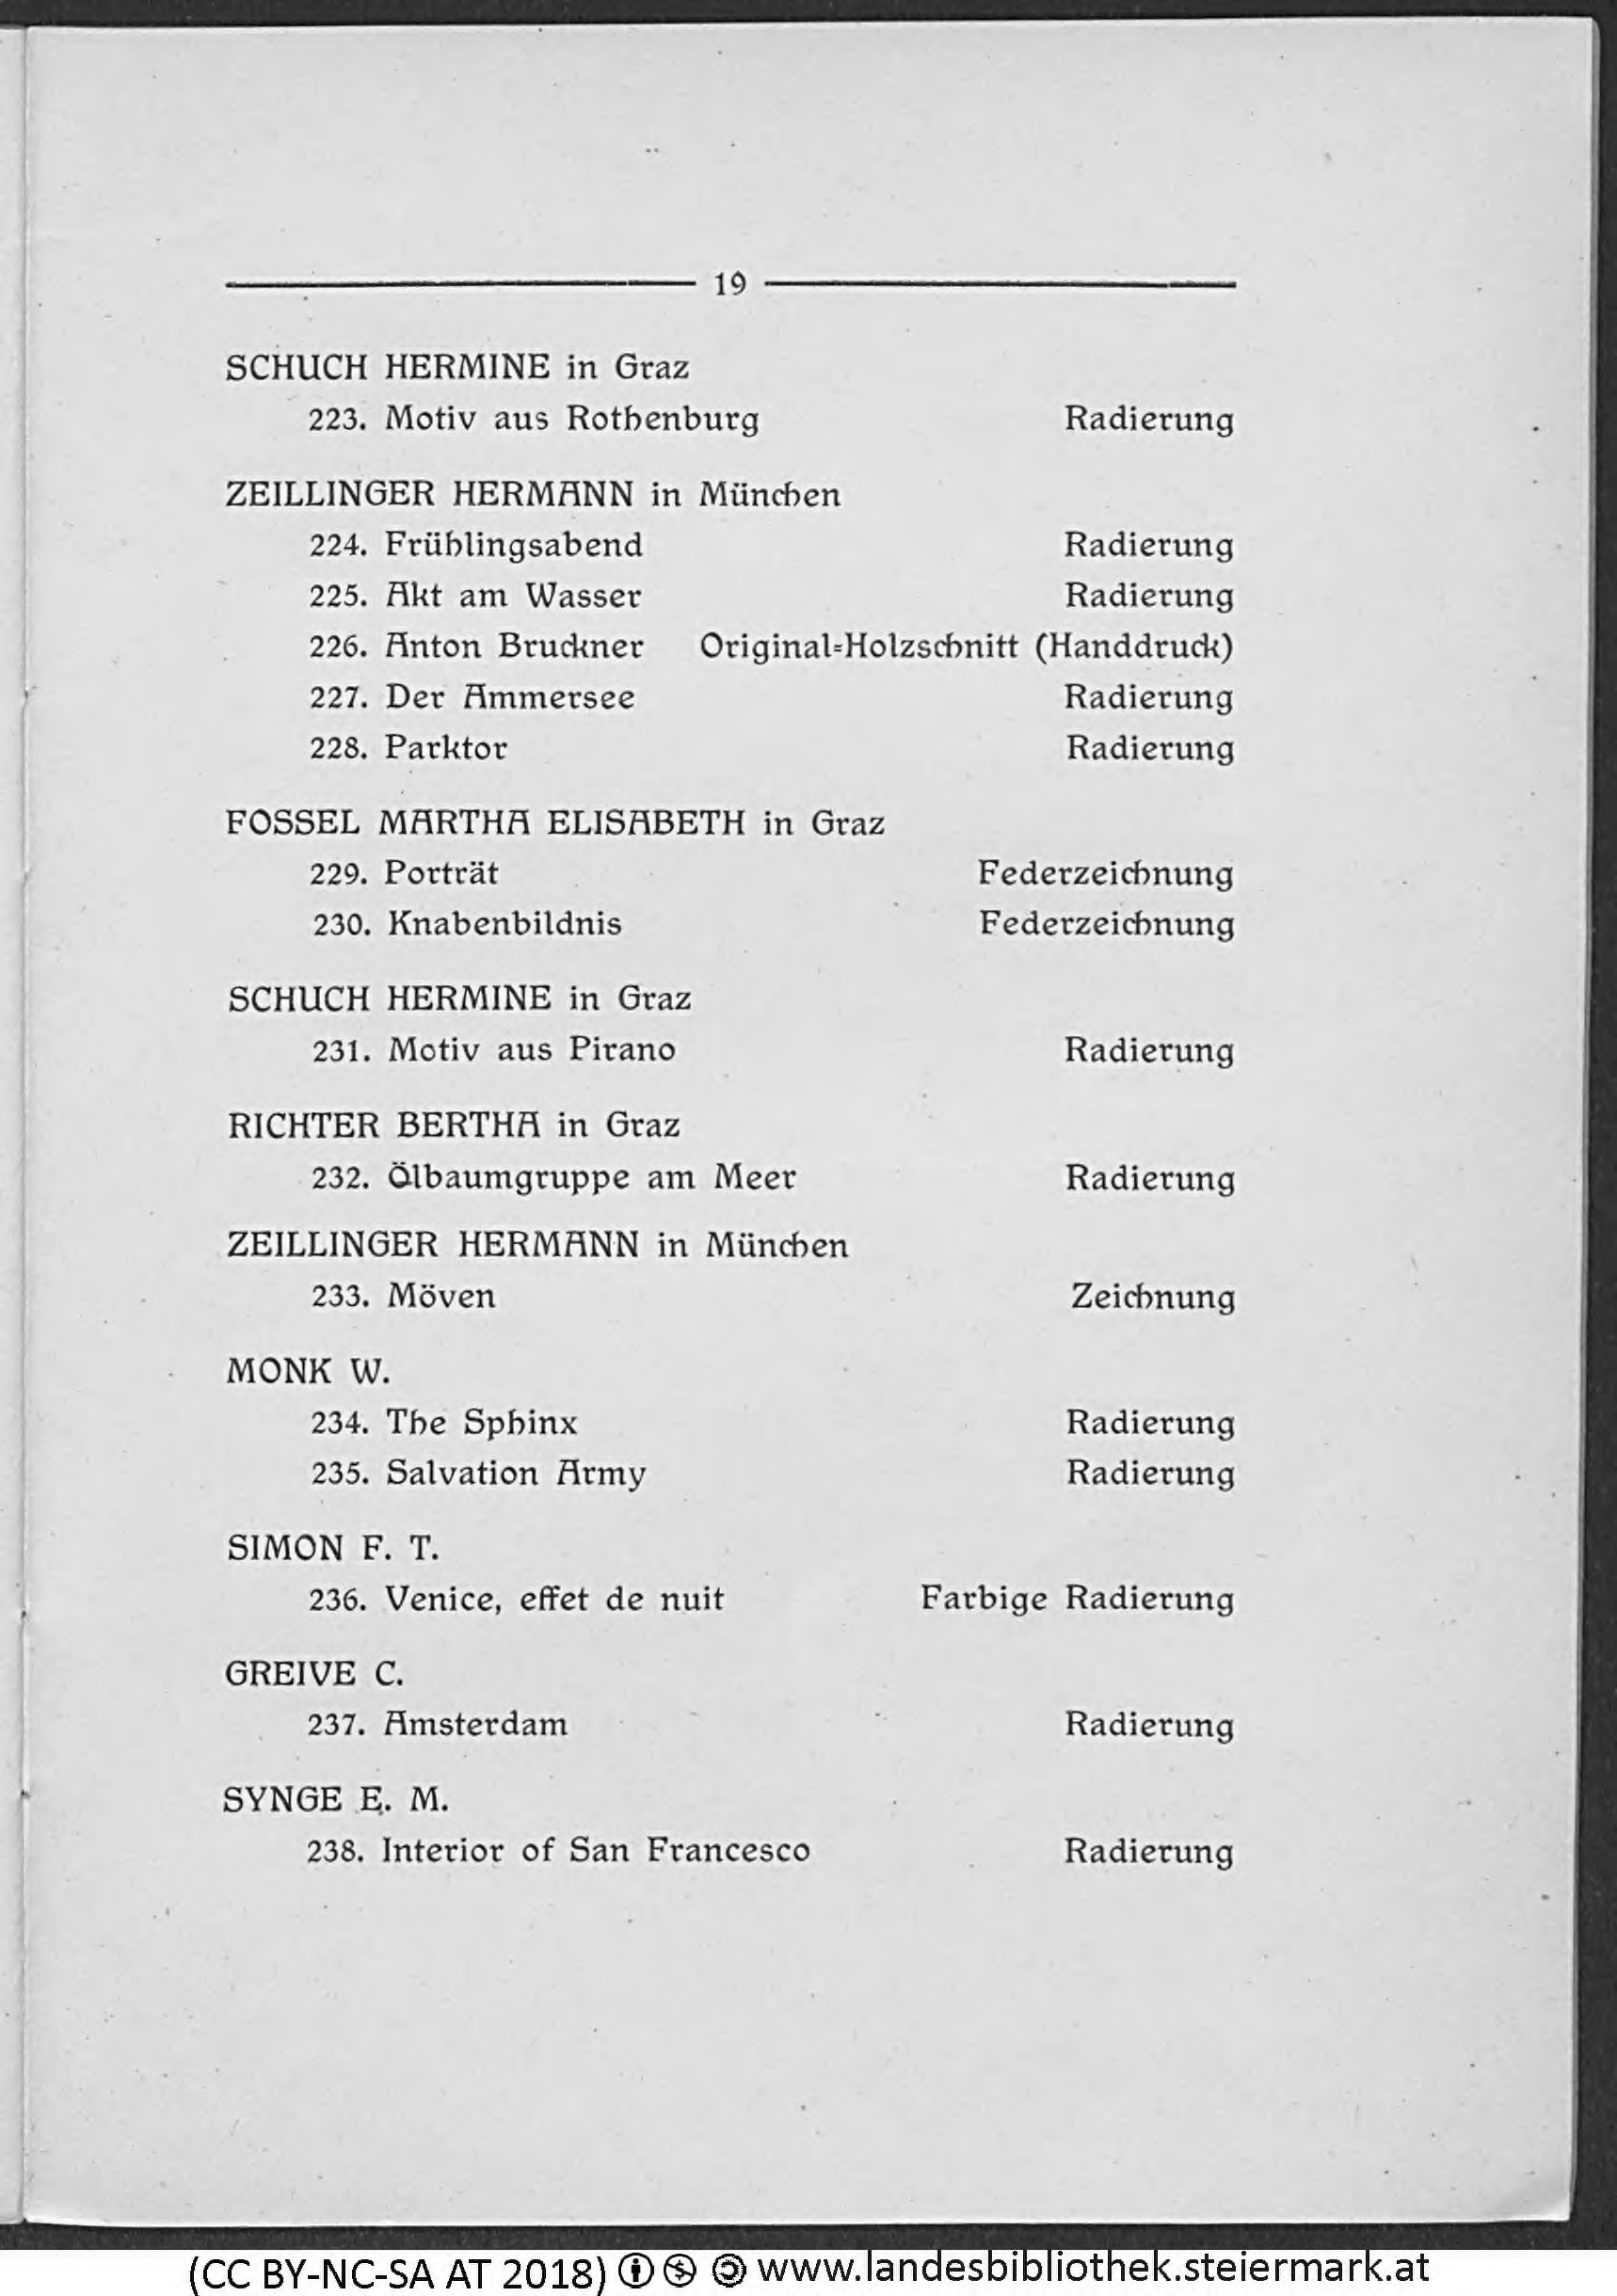 19
SCHUCH HERMINE in Graz
223. Motiv aus Rothenburg Radierung
ZEILLINGER HERMANN in München
224. Frühlingsabend Radierung
225. Akt am Wasser Radierung
226. Anton Bruckner Original=Holzschnitt (Handdruck)
227. Der Ammersee Radierung
228. Parktor Radierung
FOSSEL MARTHA ELISABETH in Graz
229. Porträt Federzeichnung
230. Knabenbildnis Federzeichnung
SCHUCH HERMINE in Graz
231. Motiv aus Pirano Radierung
RICHTER BERTHA in Graz
232. Ölbaumgruppe am Meer Radierung
ZEILLINGER HERMANN in München
233. Möven Zeichnung
MONK W.
234. The Sphinx Radierung
235. Salvation Army Radierung
SIMON F. T.
236. Venice, effet de nuit Farbige Radierung
GREIVE C.
237. Amsterdam Radierung
SYNGE E. M.
238. Interior of San Francesco Radierung
(CC BY-NC-SA AT 2018) www.landesbibliothek.steiermark.at